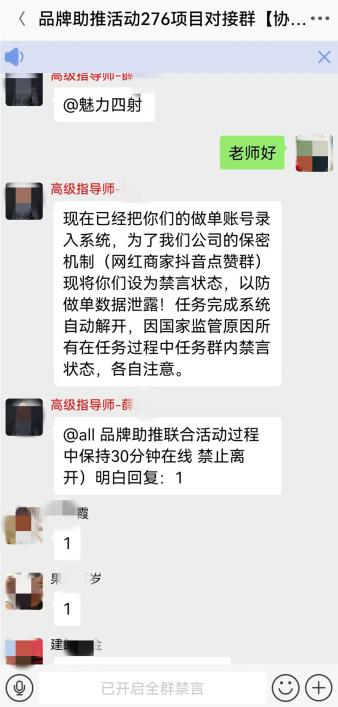 品牌助推活动276项目对接群【协...
高级指导师-薛
@魅力四射
老师好
高级指导师-
现在已经把你们的做单账号录
入系统，为了我们公司的保密
机制（网红商家抖音点赞群）
现将你们设为禁言状态，以防
做单数据泄露！任务完成系统
自动解开，因国家监管原因所
有在任务过程中任务群内禁言
状态，各自注意。
高级指导师-薛
@all 品牌助推联合活动过程
中保持30分钟在线 禁止离
开）明白回复：1
霞
1
果 岁
1
建
已开启全群禁言